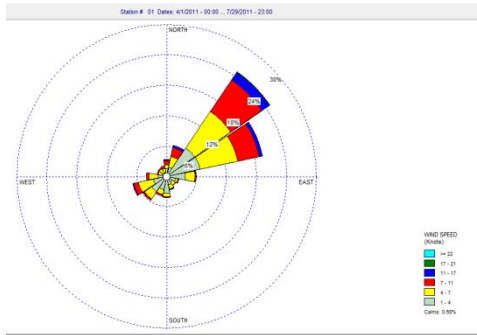 Station # 01 Dates: 4/1/2011 - 00:00 ... 7/29/2011 - 23:00
NORTH
30%
24%
18%
12%
6%
WEST
EAST
SOUTH
WIND SPEED
(Knots)
>= 22
17 - 21
11 - 17
7 - 11
4 - 7
1 - 4
Calms: 0.68%